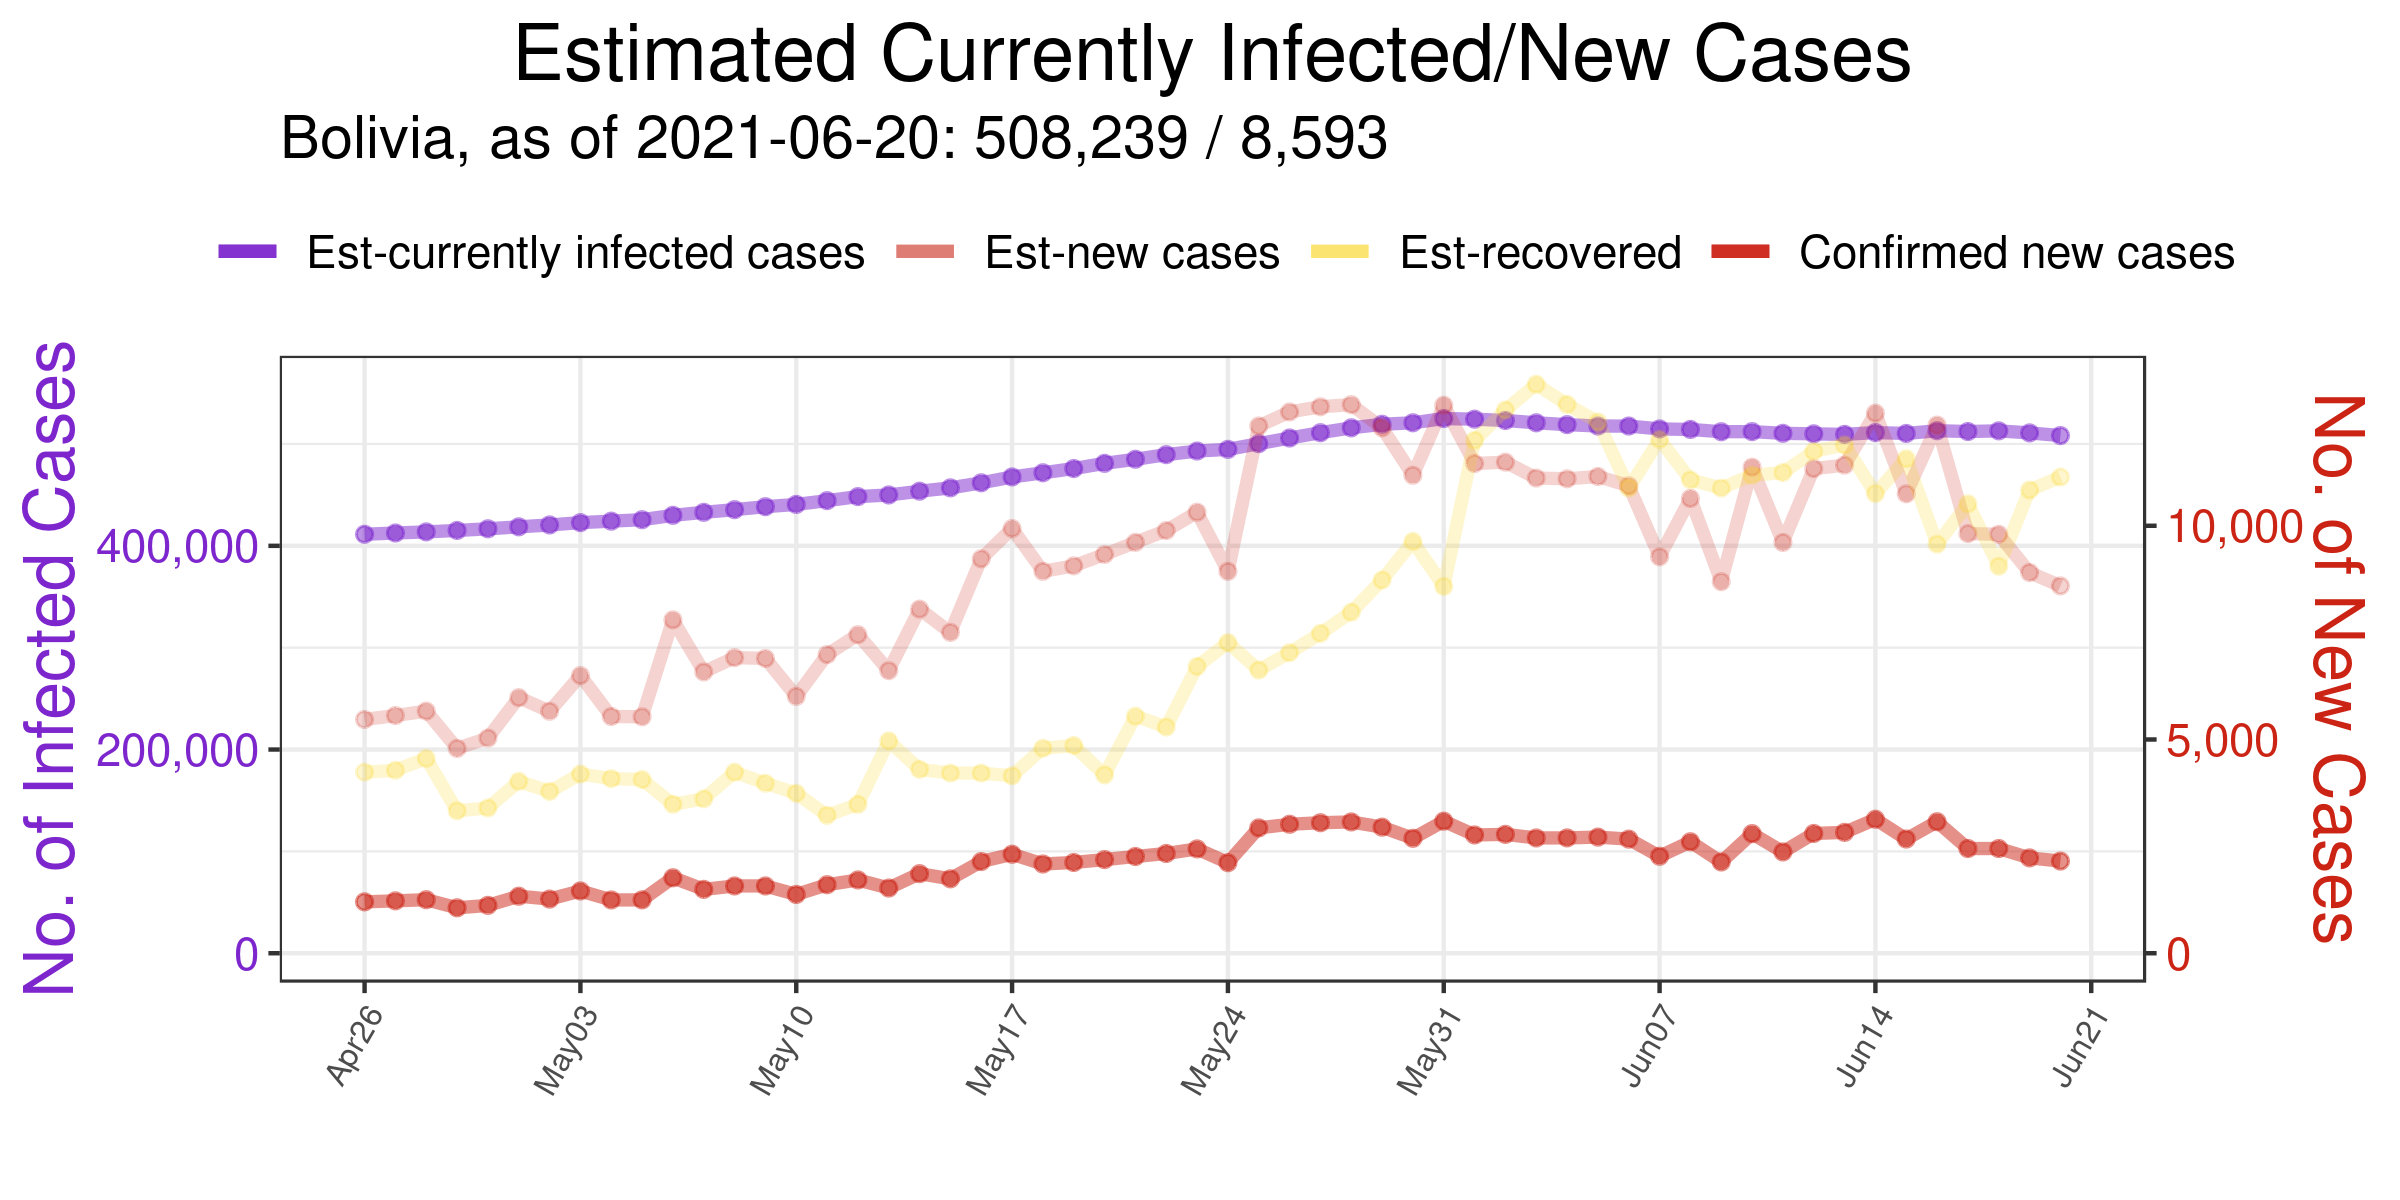 Estimated Currently Infected/New Cases
Bolivia, as of 2021-06-20: 508,239 / 8,593
Est-currently infected cases Est-new cases Est-recovered Confirmed new cases
No. of Infected Cases
400,000
200,000
0
10,000
5,000
0
No. of New Cases
Apr26 May03 May10 May17 May24 May31 Jun07 Jun14 Jun21